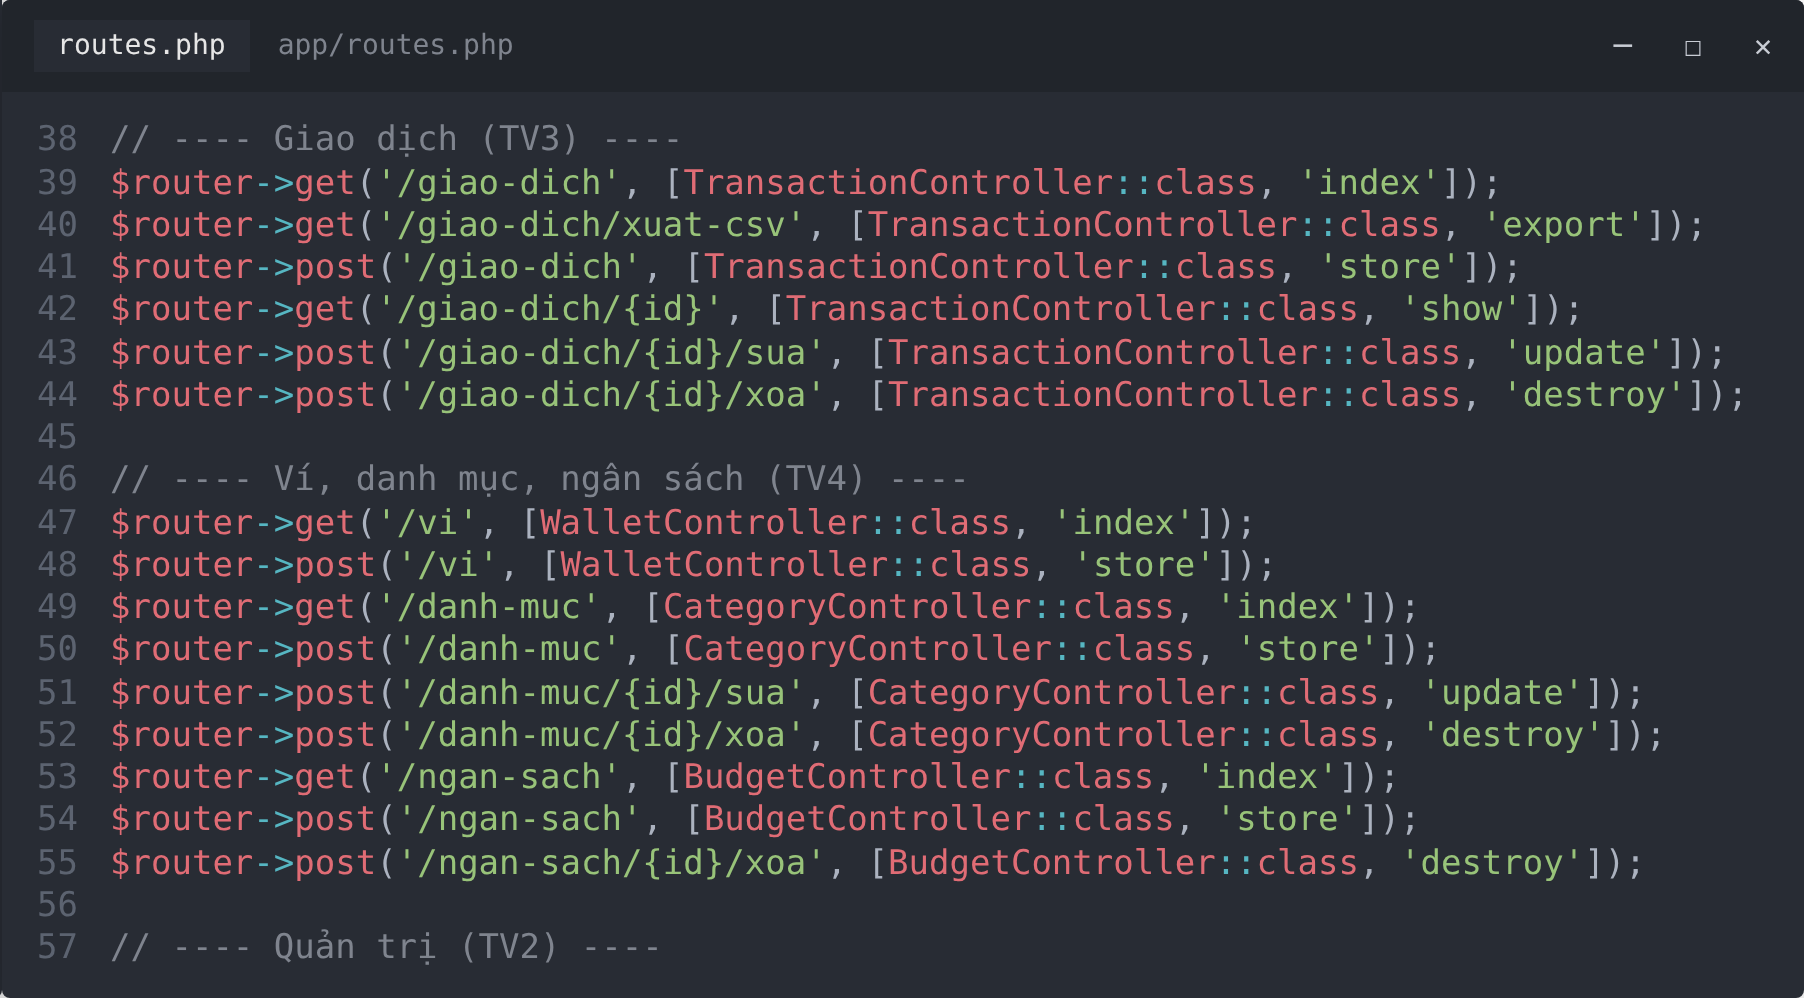 routes.php app/routes.php
38 // ---- Giao dịch (TV3) ----
39 $router->get('/giao-dich', [TransactionController::class, 'index']);
40 $router->get('/giao-dich/xuat-csv', [TransactionController::class, 'export']);
41 $router->post('/giao-dich', [TransactionController::class, 'store']);
42 $router->get('/giao-dich/{id}', [TransactionController::class, 'show']);
43 $router->post('/giao-dich/{id}/sua', [TransactionController::class, 'update']);
44 $router->post('/giao-dich/{id}/xoa', [TransactionController::class, 'destroy']);
45
46 // ---- Ví, danh mục, ngân sách (TV4) ----
47 $router->get('/vi', [WalletController::class, 'index']);
48 $router->post('/vi', [WalletController::class, 'store']);
49 $router->get('/danh-muc', [CategoryController::class, 'index']);
50 $router->post('/danh-muc', [CategoryController::class, 'store']);
51 $router->post('/danh-muc/{id}/sua', [CategoryController::class, 'update']);
52 $router->post('/danh-muc/{id}/xoa', [CategoryController::class, 'destroy']);
53 $router->get('/ngan-sach', [BudgetController::class, 'index']);
54 $router->post('/ngan-sach', [BudgetController::class, 'store']);
55 $router->post('/ngan-sach/{id}/xoa', [BudgetController::class, 'destroy']);
56
57 // ---- Quản trị (TV2) ----